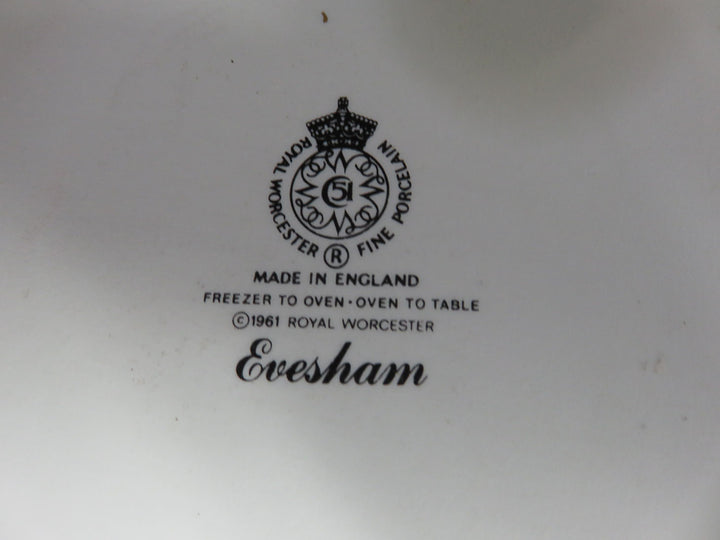 ROYAL WORCESTER
FINE PORCELAIN
C 51
®
MADE IN ENGLAND
FREEZER TO OVEN · OVEN TO TABLE
©1961 ROYAL WORCESTER
Evesham